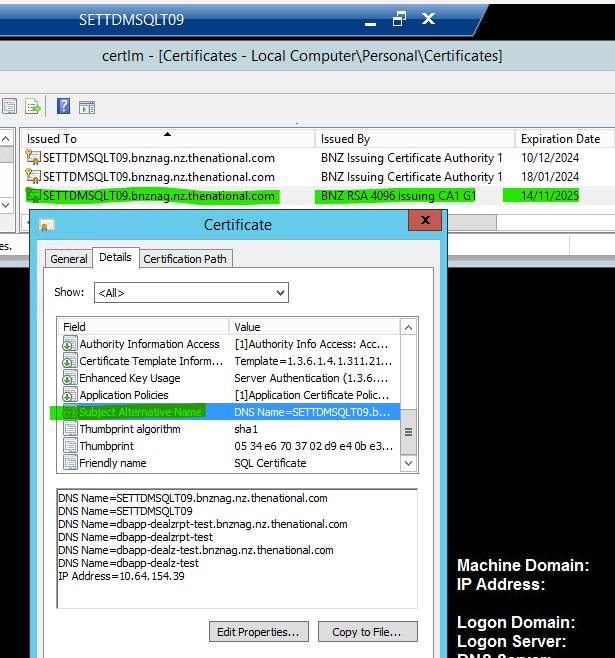 SETTDMSQLT09
certlm - [Certificates - Local Computer\Personal\Certificates]
Issued To Issued By Expiration Date
SETTDMSQLT09.bnznag.nz.thenational.com BNZ Issuing Certificate Authority 1 10/12/2024
SETTDMSQLT09.bnznag.nz.thenational.com BNZ Issuing Certificate Authority 1 18/01/2024
SETTDMSQLT09.bnznag.nz.thenational.com BNZ RSA 4096 Issuing CA1 G1 14/11/2025
es.
Certificate
General Details Certification Path
Show: <All>
Field Value
Authority Information Access [1]Authority Info Access: Acc...
Certificate Template Inform... Template=1.3.6.1.4.1.311.21...
Enhanced Key Usage Server Authentication (1.3.6....
Application Policies [1]Application Certificate Polic...
Subject Alternative Name DNS Name=SETTDMSQLT09.b...
Thumbprint algorithm sha1
Thumbprint 05 34 e6 70 37 02 d9 e4 0b e3...
Friendly name SQL Certificate
DNS Name=SETTDMSQLT09.bnznag.nz.thenational.com
DNS Name=SETTDMSQLT09
DNS Name=dbapp-dealzrpt-test.bnznag.nz.thenational.com
DNS Name=dbapp-dealzrpt-test
DNS Name=dbapp-dealz-test.bnznag.nz.thenational.com
DNS Name=dbapp-dealz-test
IP Address=10.64.154.39
Edit Properties... Copy to File...
Machine Domain:
IP Address:
Logon Domain:
Logon Server: